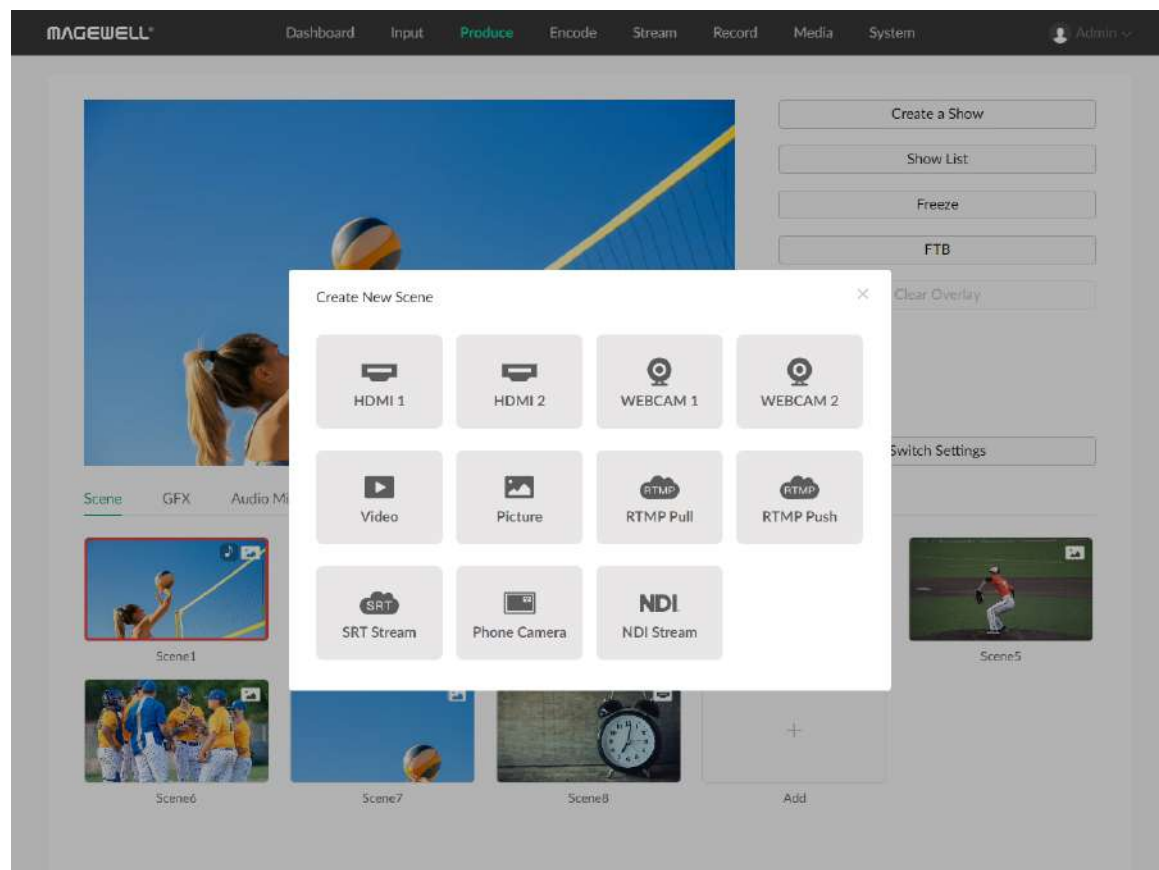 MAGEWELL®
Dashboard Input Produce Encode Stream Record Media System Admin
Create a Show
Show List
Freeze
FTB
Clear Overlay
Switch Settings
Create New Scene
HDMI 1 HDMI 2 WEBCAM 1 WEBCAM 2
RTMP RTMP
Video Picture RTMP Pull RTMP Push
SRT NDI
SRT Stream Phone Camera NDI Stream
Scene GFX Audio Mi
Scene1 Scene5
Scene6 Scene7 Scene8 Add